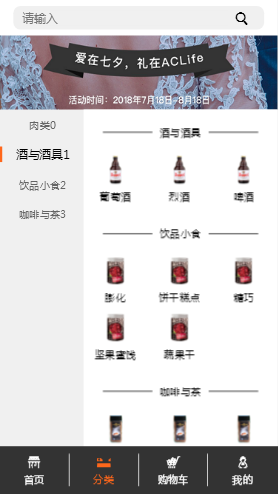 请输入
爱在七夕，礼在ACLife
活动时间：2018年7月18日-8月18日
肉类0
酒与酒具1
饮品小食2
咖啡与茶3
酒与酒具
葡萄酒 烈酒 啤酒
饮品小食
膨化 饼干糕点 糖巧
坚果蜜饯 蔬果干
咖啡与茶
首页 分类 购物车 我的